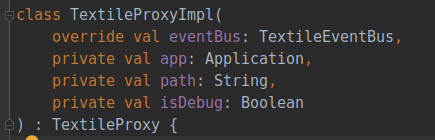 class TextileProxyImpl(
    override val eventBus: TextileEventBus,
    private val app: Application,
    private val path: String,
    private val isDebug: Boolean
) : TextileProxy {